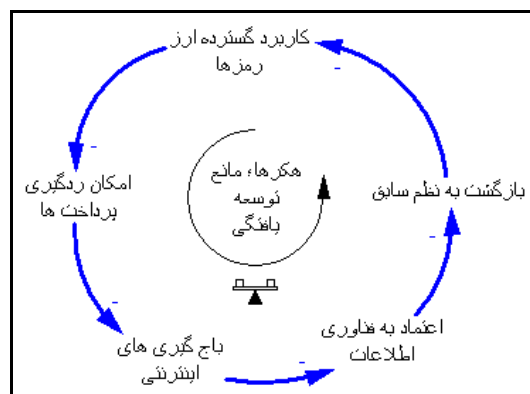 کاربرد گسترده ارز
رمزها
امکان ردگیری
پرداخت ها
هکرها، مانع
توسعه
یافتگی
بازگشت به نظم سابق
باج گیری های
اینترنتی
اعتماد به فناوری
اطلاعات
-
-
-
-
-